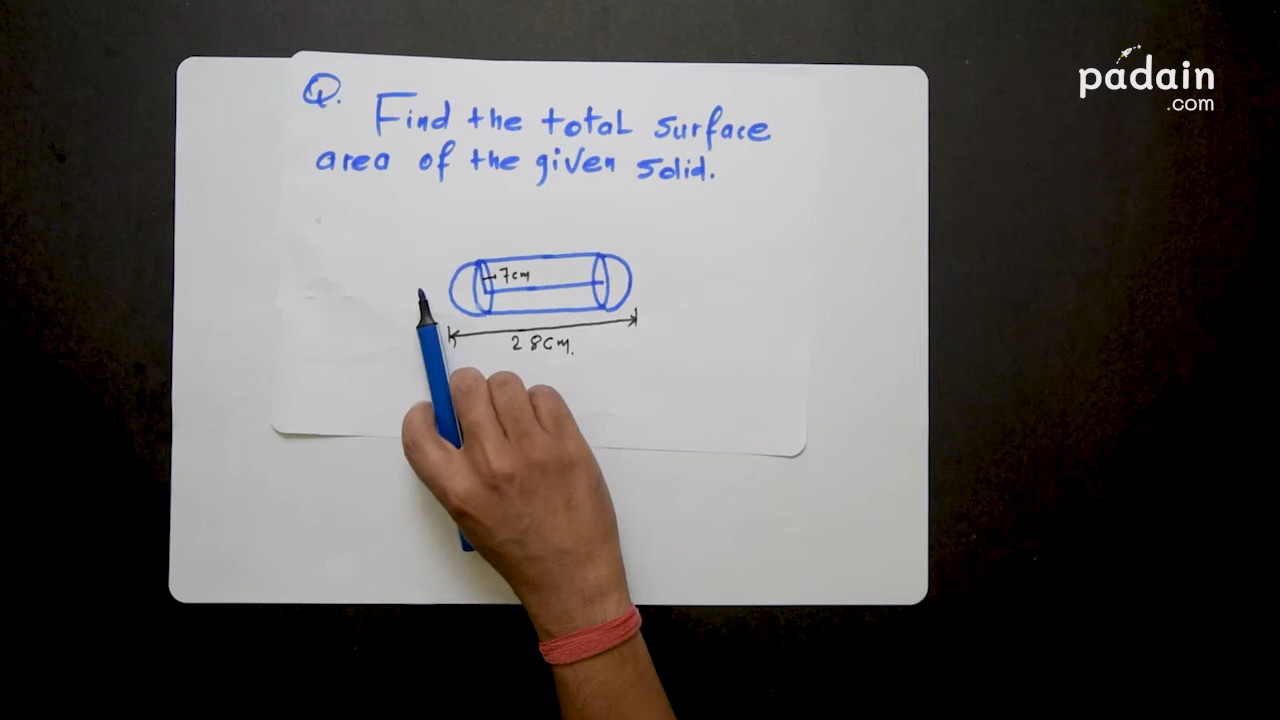 padain
.com
Q. Find the total surface
area of the given solid.
7cm
28cm.